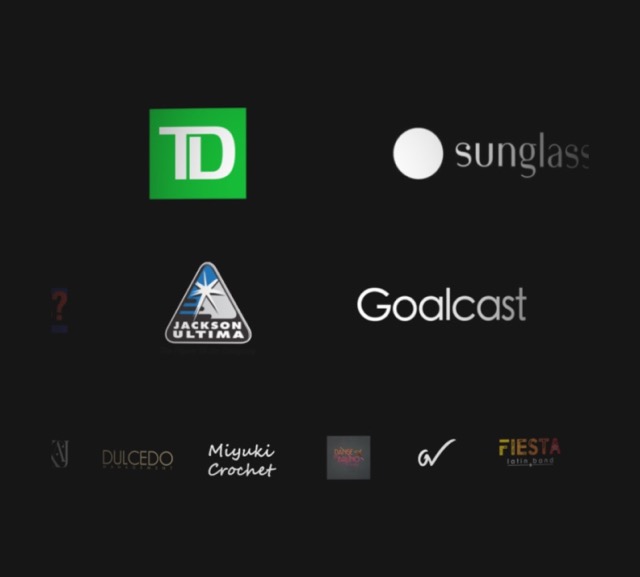 TD
sunglass
?
JACKSON
ULTIMA
Goalcast
DULCEDO
Miyuki
Crochet
FIESTA
latin band